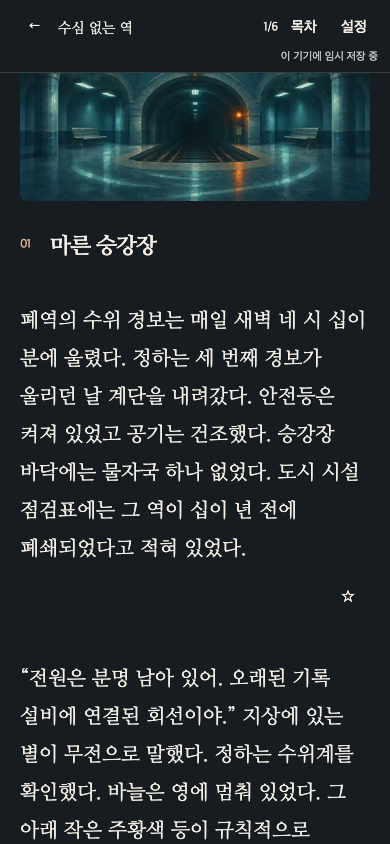 ← 수심 없는 역 1/6 목차 설정
이 기기에 임시 저장 중
01 마른 승강장
폐역의 수위 경보는 매일 새벽 네 시 십이
분에 울렸다. 정하는 세 번째 경보가
울리던 날 계단을 내려갔다. 안전등은
켜져 있었고 공기는 건조했다. 승강장
바닥에는 물자국 하나 없었다. 도시 시설
점검표에는 그 역이 십이 년 전에
폐쇄되었다고 적혀 있었다.
☆
“전원은 분명 남아 있어. 오래된 기록
설비에 연결된 회선이야.” 지상에 있는
별이 무전으로 말했다. 정하는 수위계를
확인했다. 바늘은 영에 멈춰 있었다. 그
아래 작은 주황색 등이 규칙적으로